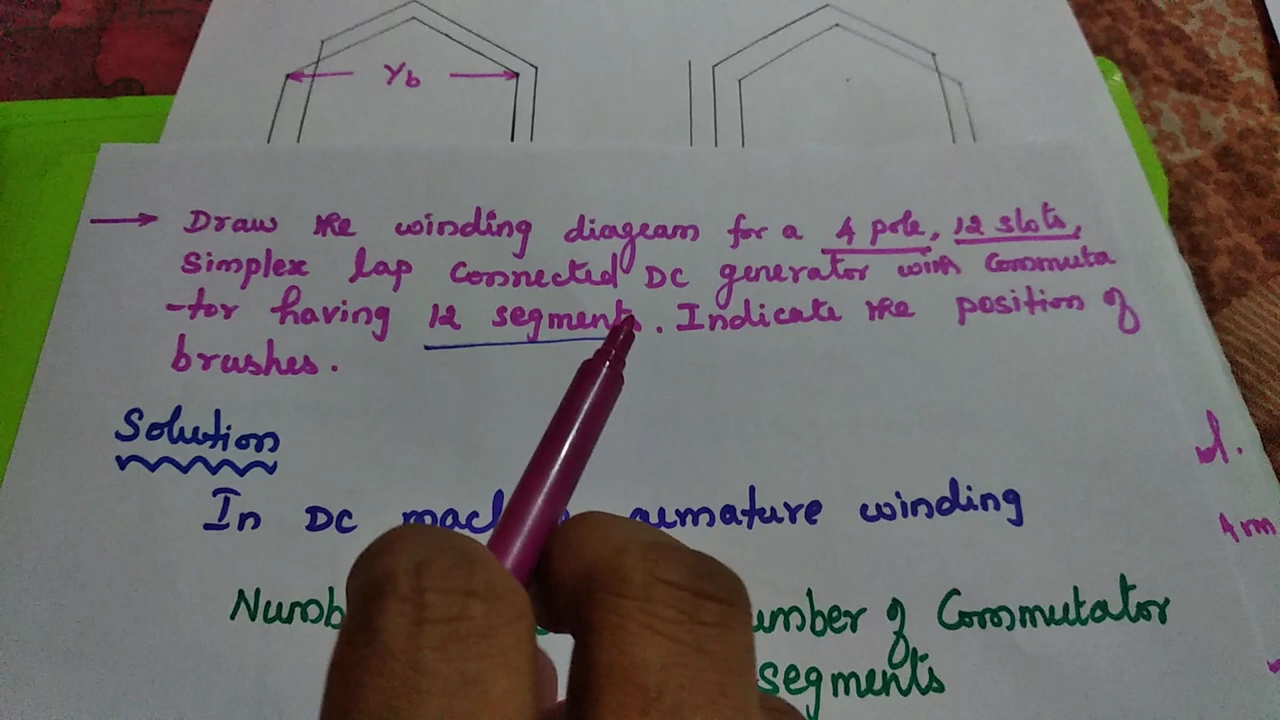 Yb
→ Draw the winding diagram for a 4 pole, 12 slots,
Simplex lap connected DC generator with Commuta
-tor having 12 segments. Indicate the position of
brushes.
Solution
In DC armature winding
of Commutator
segments